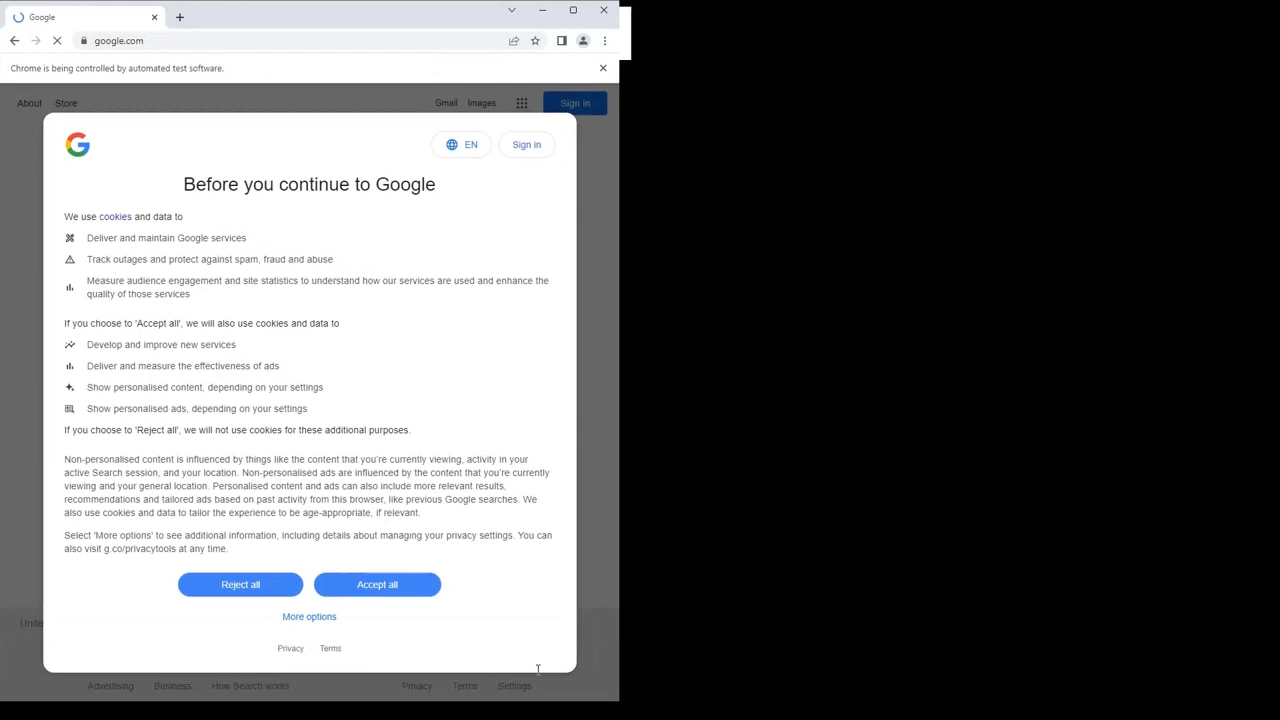 Google
google.com
Chrome is being controlled by automated test software.
About Store Gmail Images Sign in
EN Sign in
Before you continue to Google
We use cookies and data to
Deliver and maintain Google services
Track outages and protect against spam, fraud and abuse
Measure audience engagement and site statistics to understand how our services are used and enhance the
quality of those services
If you choose to 'Accept all', we will also use cookies and data to
Develop and improve new services
Deliver and measure the effectiveness of ads
Show personalised content, depending on your settings
Show personalised ads, depending on your settings
If you choose to 'Reject all', we will not use cookies for these additional purposes.
Non-personalised content is influenced by things like the content that you're currently viewing, activity in your
active Search session, and your location. Non-personalised ads are influenced by the content that you're currently
viewing and your general location. Personalised content and ads can also include more relevant results,
recommendations and tailored ads based on past activity from this browser, like previous Google searches. We
also use cookies and data to tailor the experience to be age-appropriate, if relevant.
Select 'More options' to see additional information, including details about managing your privacy settings. You can
also visit g.co/privacytools at any time.
Reject all Accept all
More options
Unite
Privacy · Terms
Advertising Business How Search works Privacy Terms Settings